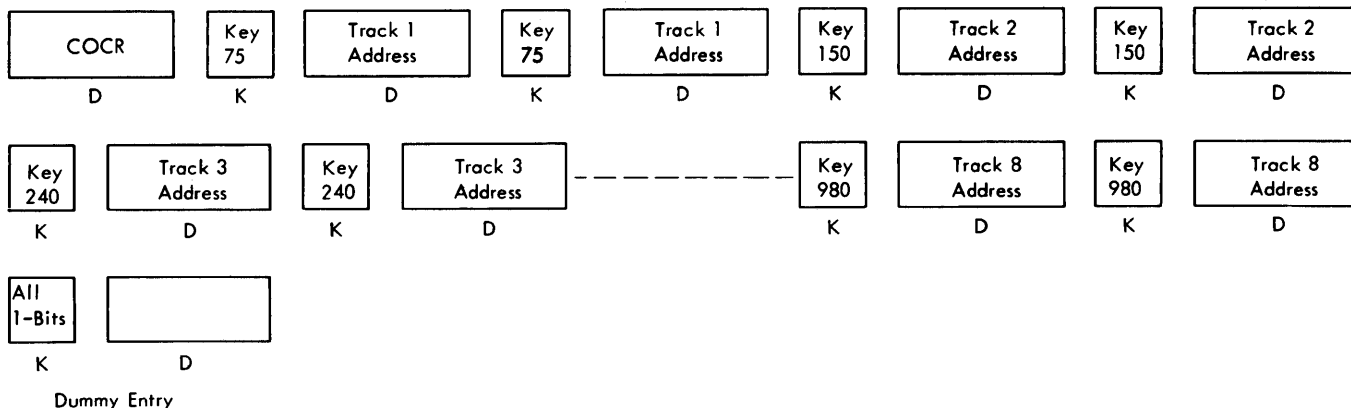 COCR Key 75 Track 1 Address Key 75 Track 1 Address Key 150 Track 2 Address Key 150 Track 2 Address
D K D K D K D K D
Key 240 Track 3 Address Key 240 Track 3 Address Key 980 Track 8 Address Key 980 Track 8 Address
K D K D K D K D
All 1-Bits
K D
Dummy Entry